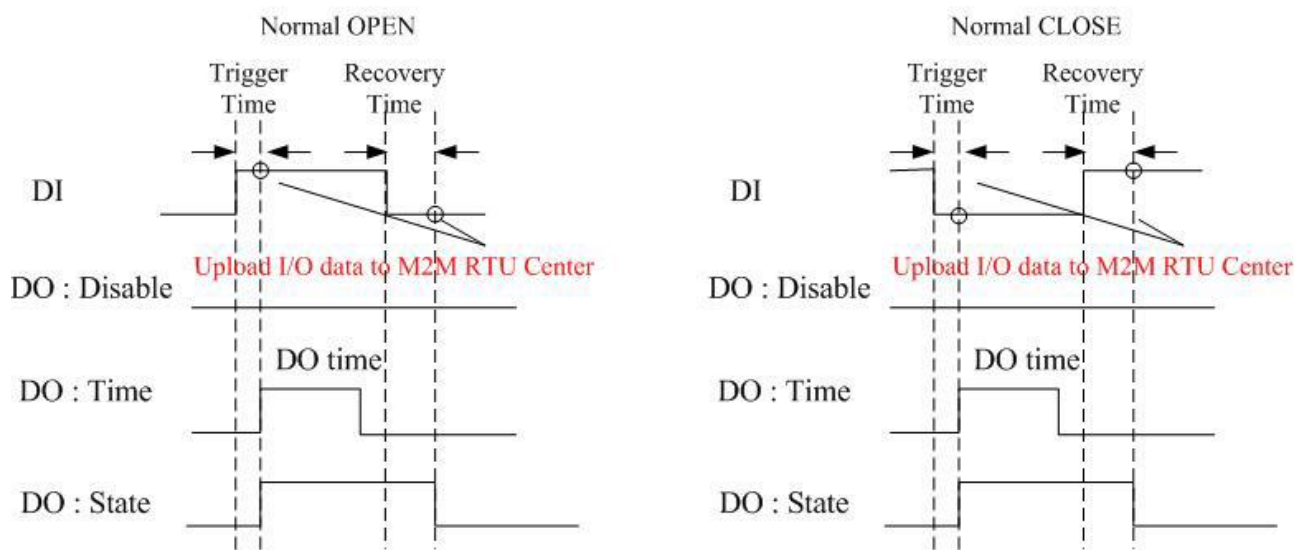 Normal OPEN
Trigger
Time
Recovery
Time
DI
Upload I/O data to M2M RTU Center
DO : Disable
DO time
DO : Time
DO : State
Normal CLOSE
Trigger
Time
Recovery
Time
DI
Upload I/O data to M2M RTU Center
DO : Disable
DO time
DO : Time
DO : State